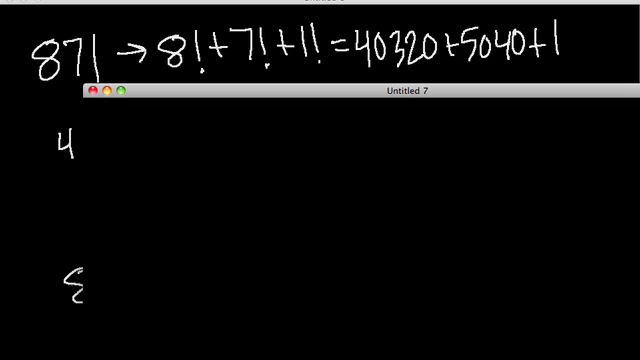 871 → 8! + 7! + 1! = 40320 + 5040 + 1
Untitled 7
4